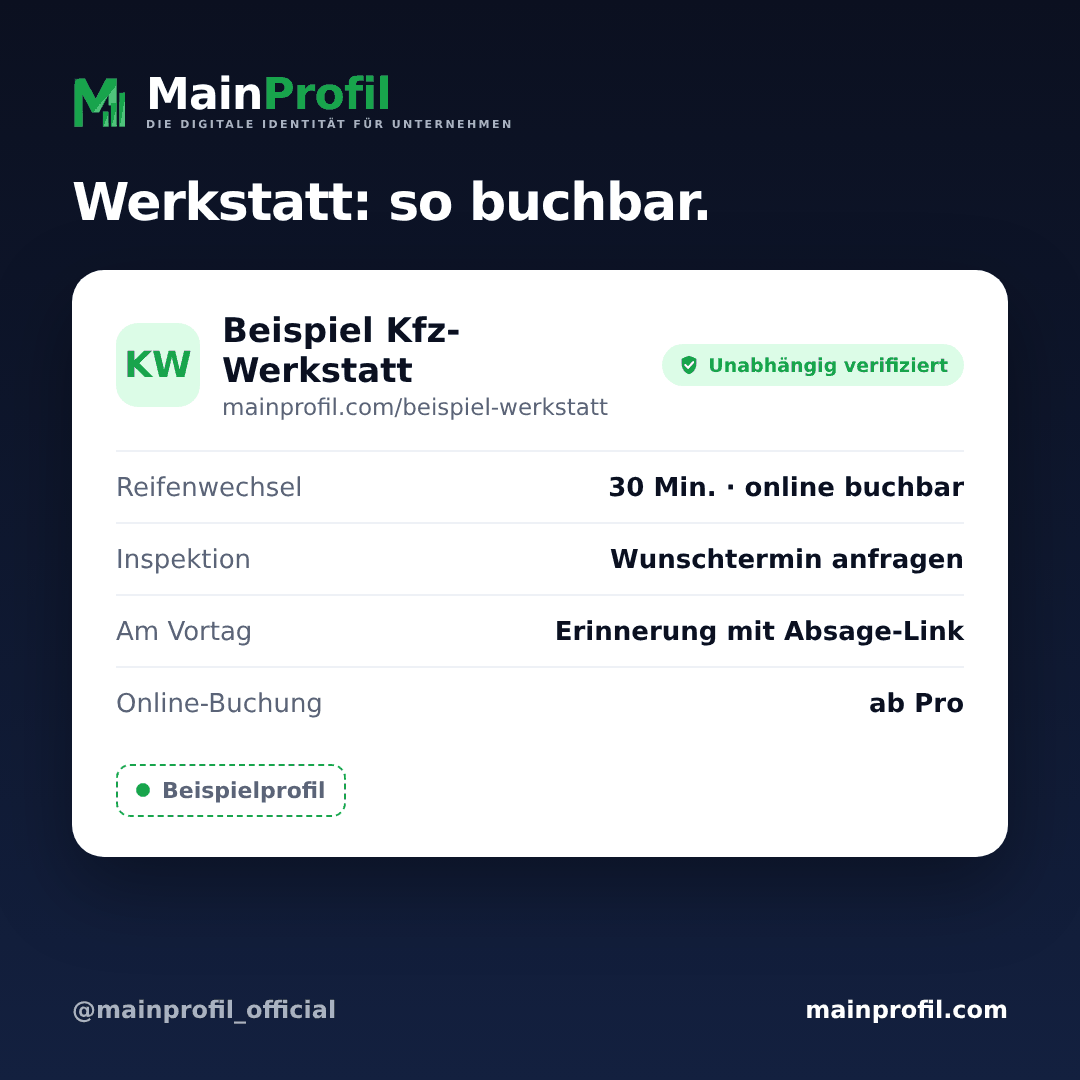 MainProfil
DIE DIGITALE IDENTITÄT FÜR UNTERNEHMEN
Werkstatt: so buchbar.
KW
Beispiel Kfz-
Werkstatt
mainprofil.com/beispiel-werkstatt
Unabhängig verifiziert
Reifenwechsel 30 Min. · online buchbar
Inspektion Wunschtermin anfragen
Am Vortag Erinnerung mit Absage-Link
Online-Buchung ab Pro
Beispielprofil
@mainprofil_official mainprofil.com